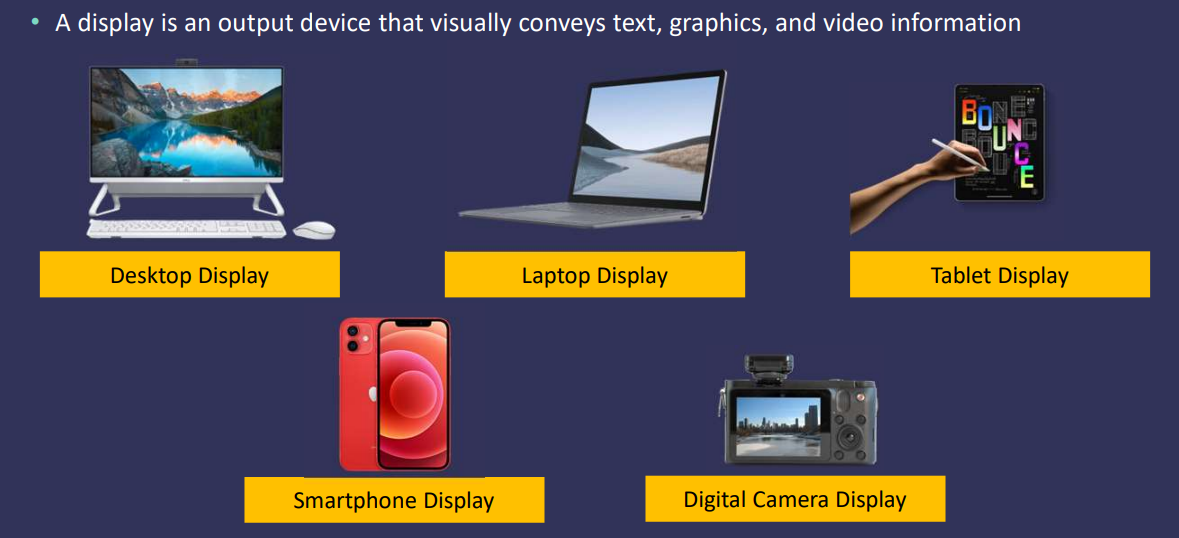 • A display is an output device that visually conveys text, graphics, and video information
BOUNCE
Desktop Display
Laptop Display
Tablet Display
Smartphone Display
Digital Camera Display